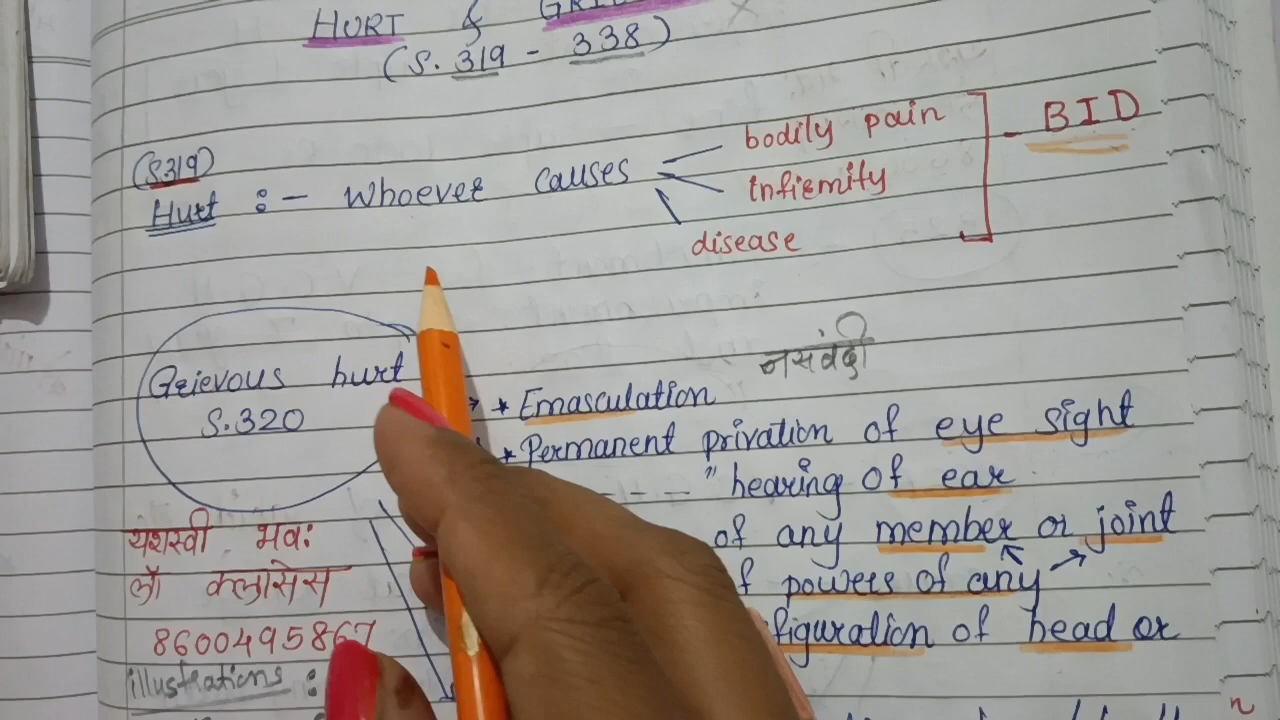 HURT &
(S. 319 - 338)
bodily pain
- BID
(S.319)
Hurt :- Whoever causes
infirmity
disease
नसबंदी
Grievous hurt
S.320
* Emasculation
* Permanent privation of eye sight
---- " hearing of ear
of any member or joint
powers of any
figuration of head or
यशस्वी भवः
लॉ क्लासेस
8600495867
illustrations :